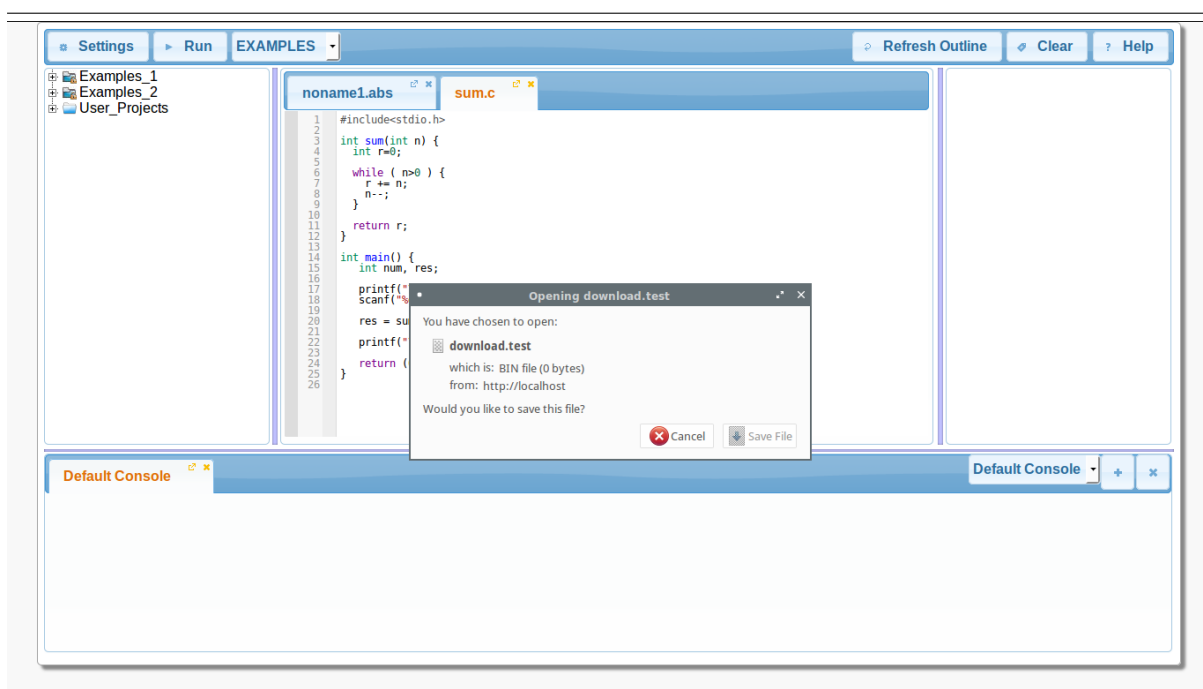 Settings Run EXAMPLES Refresh Outline Clear ? Help
Examples_1
Examples_2
User_Projects
noname1.abs sum.c
1 #include<stdio.h>
2
3 int sum(int n) {
4 int r=0;
5
6 while ( n>0 ) {
7 r += n;
8 n--;
9 }
10
11 return r;
12 }
13
14 int main() {
15 int num, res;
16
17 printf("
18 scanf("%
19
20 res = su
21
22 printf("
23
24 return (
25 }
26
Opening download.test
You have chosen to open:
download.test
which is: BIN file (0 bytes)
from: http://localhost
Would you like to save this file?
Cancel Save File
Default Console Default Console